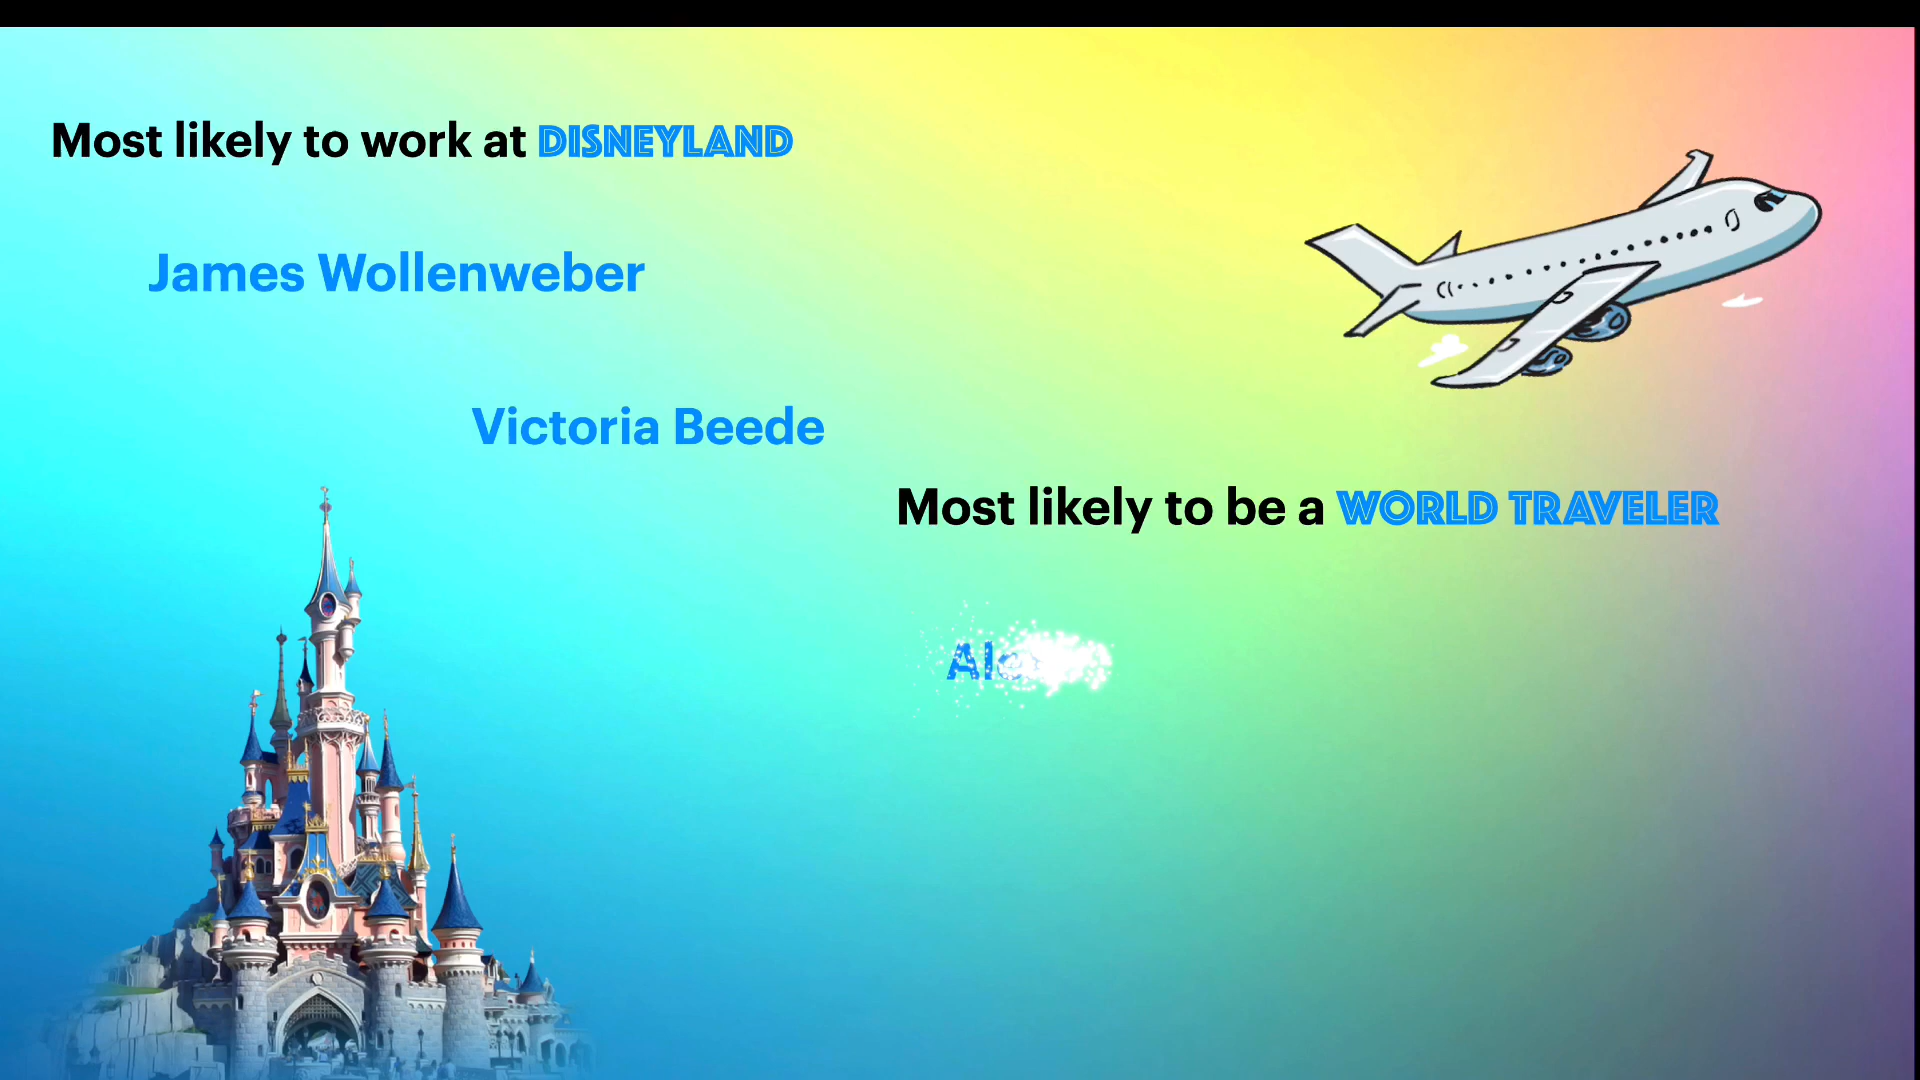 Most likely to work at DISNEYLAND
James Wollenweber
Victoria Beede
Most likely to be a WORLD TRAVELER